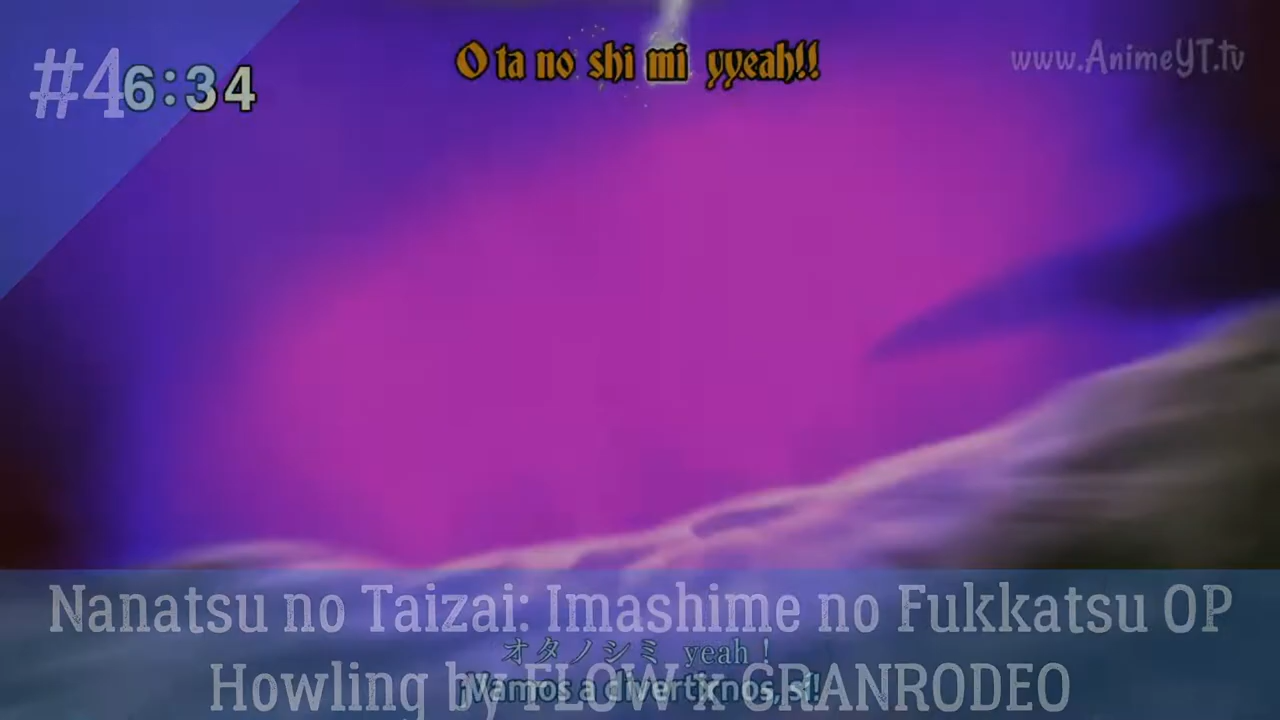 O ta no shi mi yyeah!!
www.AnimeYT.tv
#4
6:34
Nanatsu no Taizai: Imashime no Fukkatsu OP
オタノシミ yeah！
Howling by FLOW x GRANRODEO
¡Vamos a divertirnos, sí!